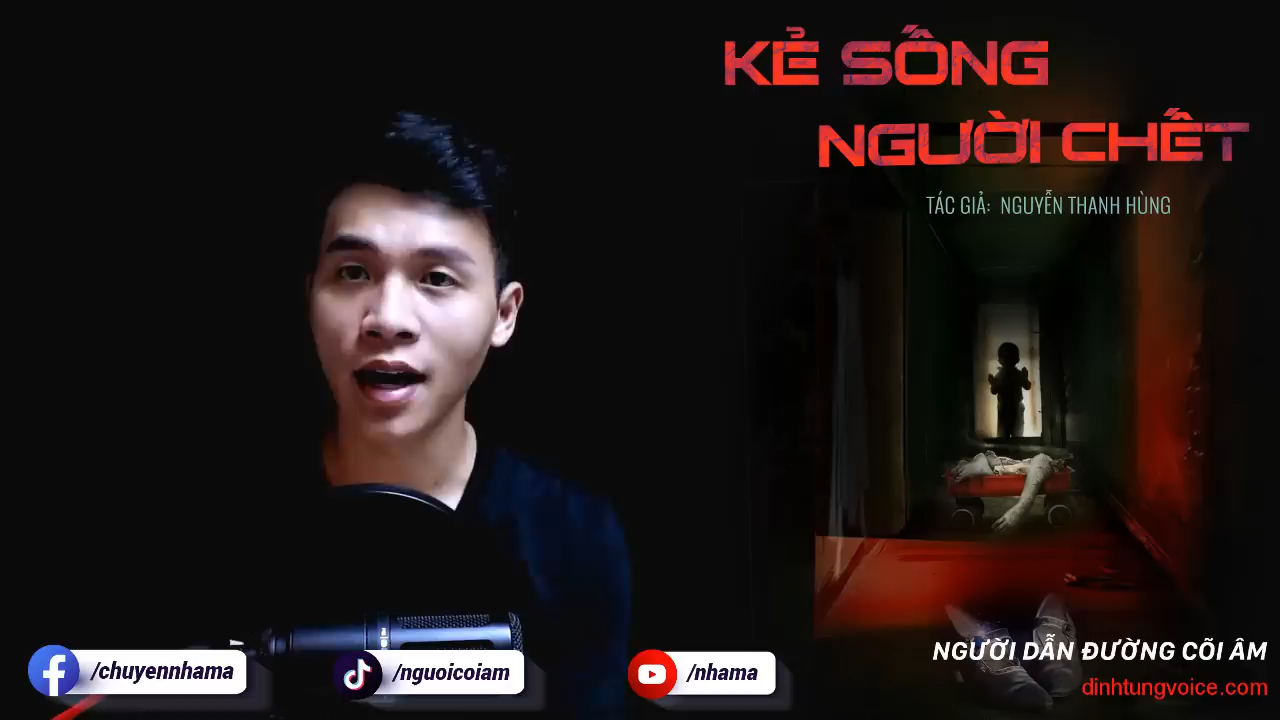 KẺ SỐNG
NGƯỜI CHẾT
TÁC GIẢ: NGUYỄN THANH HÙNG
/chuyennhama
/nguoicoiam
/nhama
NGƯỜI DẪN ĐƯỜNG CÕI ÂM
dinhtungvoice.com